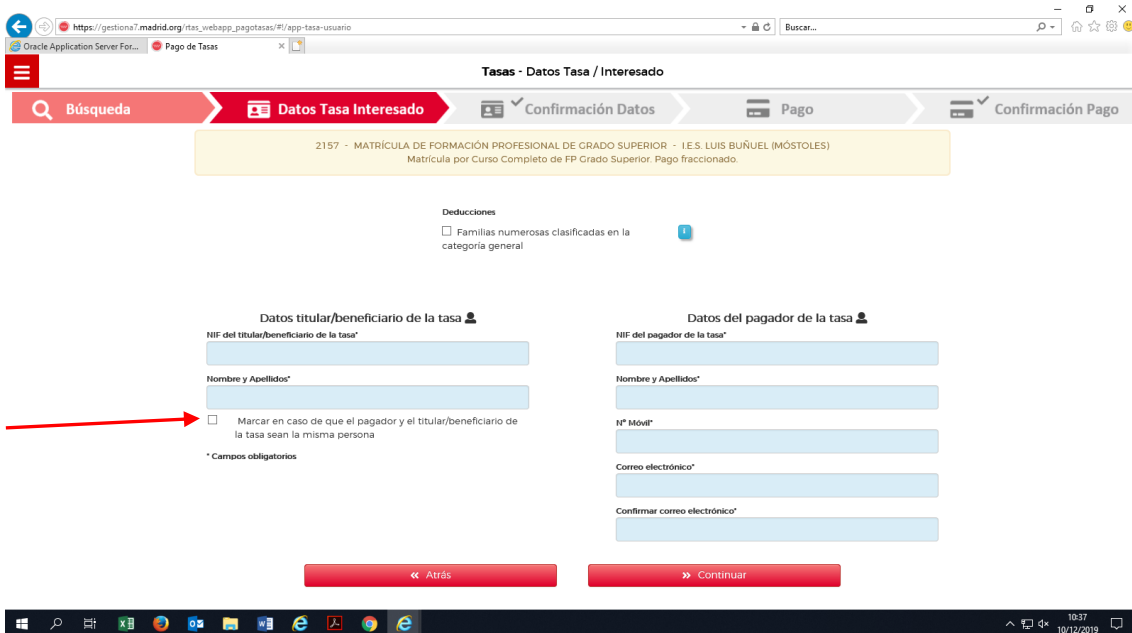 https://gestiona7.madrid.org/rtas_webapp_pagotasas/#!/app-tasa-usuario
Buscar...
Oracle Application Server For...
Pago de Tasas
Tasas - Datos Tasa / Interesado
Búsqueda
Datos Tasa Interesado
Confirmación Datos
Pago
Confirmación Pago
2157 - MATRÍCULA DE FORMACIÓN PROFESIONAL DE GRADO SUPERIOR - I.E.S. LUIS BUÑUEL (MÓSTOLES)
Matrícula por Curso Completo de FP Grado Superior. Pago fraccionado.
Deducciones
Familias numerosas clasificadas en la
categoría general
i
Datos titular/beneficiario de la tasa
NIF del titular/beneficiario de la tasa*
Nombre y Apellidos*
Marcar en caso de que el pagador y el titular/beneficiario de
la tasa sean la misma persona
* Campos obligatorios
Datos del pagador de la tasa
NIF del pagador de la tasa*
Nombre y Apellidos*
Nº Móvil*
Correo electrónico*
Confirmar correo electrónico*
« Atrás
» Continuar
10:37
10/12/2019